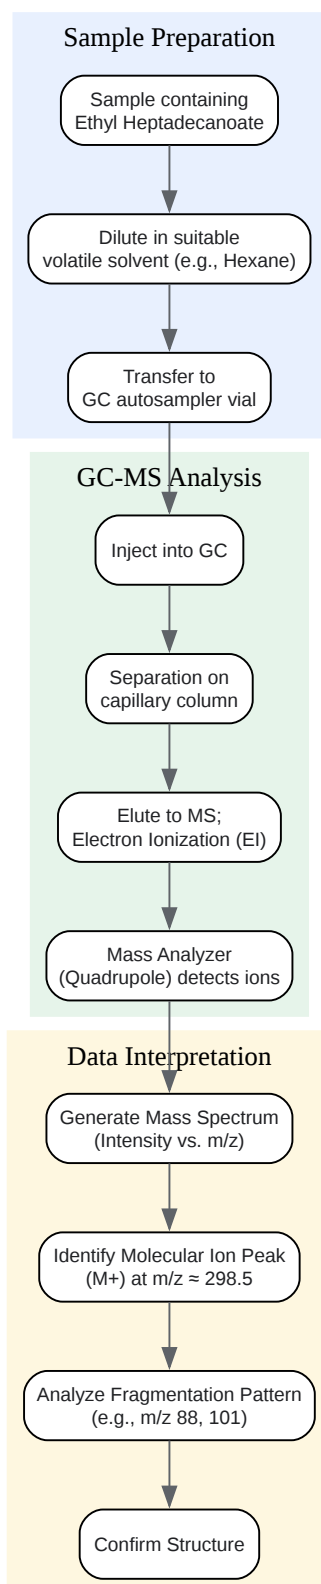 Sample Preparation
Sample containing
Ethyl Heptadecanoate
Dilute in suitable
volatile solvent (e.g., Hexane)
Transfer to
GC autosampler vial
GC-MS Analysis
Inject into GC
Separation on
capillary column
Elute to MS;
Electron Ionization (EI)
Mass Analyzer
(Quadrupole) detects ions
Data Interpretation
Generate Mass Spectrum
(Intensity vs. m/z)
Identify Molecular Ion Peak
(M+) at m/z ≈ 298.5
Analyze Fragmentation Pattern
(e.g., m/z 88, 101)
Confirm Structure